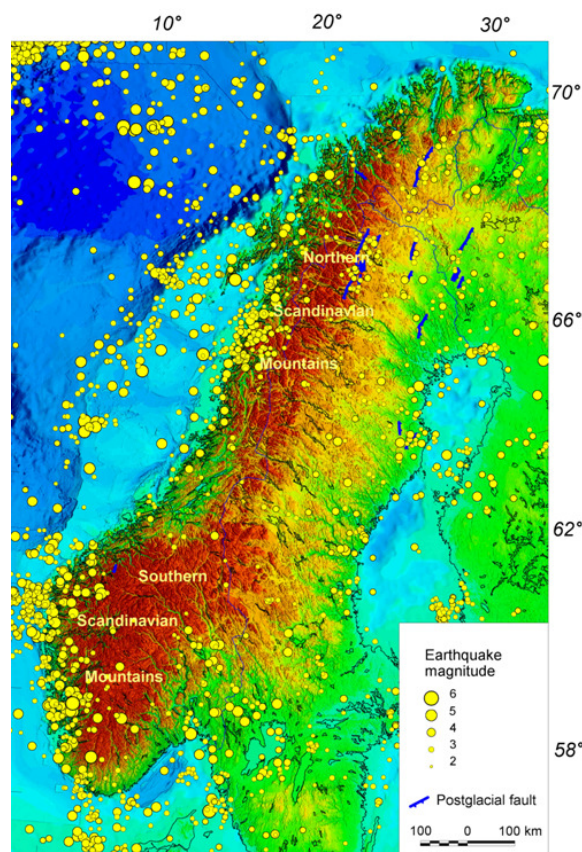 10°
20°
30°
70°
Northern
Scandinavian
66°
Mountains
62°
Southern
Scandinavian
Mountains
58°
Earthquake
magnitude
6
5
4
3
2
Postglacial fault
100 0 100 km